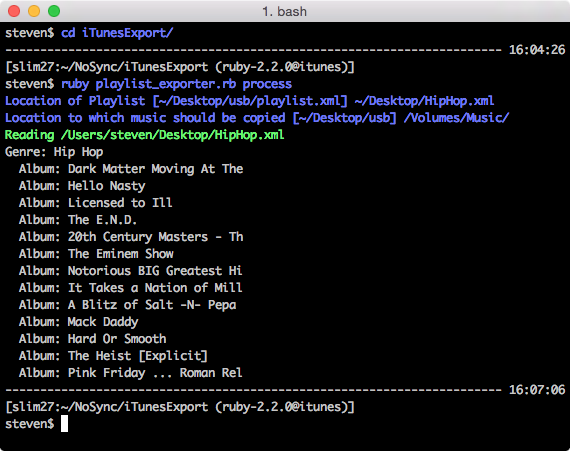 1. bash
steven$ cd iTunesExport/
------------------------------------------------------------------------ 16:04:26
[slim27:~/NoSync/iTunesExport (ruby-2.2.0@itunes)]
steven$ ruby playlist_exporter.rb process
Location of Playlist [~/Desktop/usb/playlist.xml] ~/Desktop/HipHop.xml
Location to which music should be copied [~/Desktop/usb] /Volumes/Music/
Reading /Users/steven/Desktop/HipHop.xml
Genre: Hip Hop
  Album: Dark Matter Moving At The
  Album: Hello Nasty
  Album: Licensed to Ill
  Album: The E.N.D.
  Album: 20th Century Masters - Th
  Album: The Eminem Show
  Album: Notorious BIG Greatest Hi
  Album: It Takes a Nation of Mill
  Album: A Blitz of Salt -N- Pepa
  Album: Mack Daddy
  Album: Hard Or Smooth
  Album: The Heist [Explicit]
  Album: Pink Friday ... Roman Rel
------------------------------------------------------------------------ 16:07:06
[slim27:~/NoSync/iTunesExport (ruby-2.2.0@itunes)]
steven$